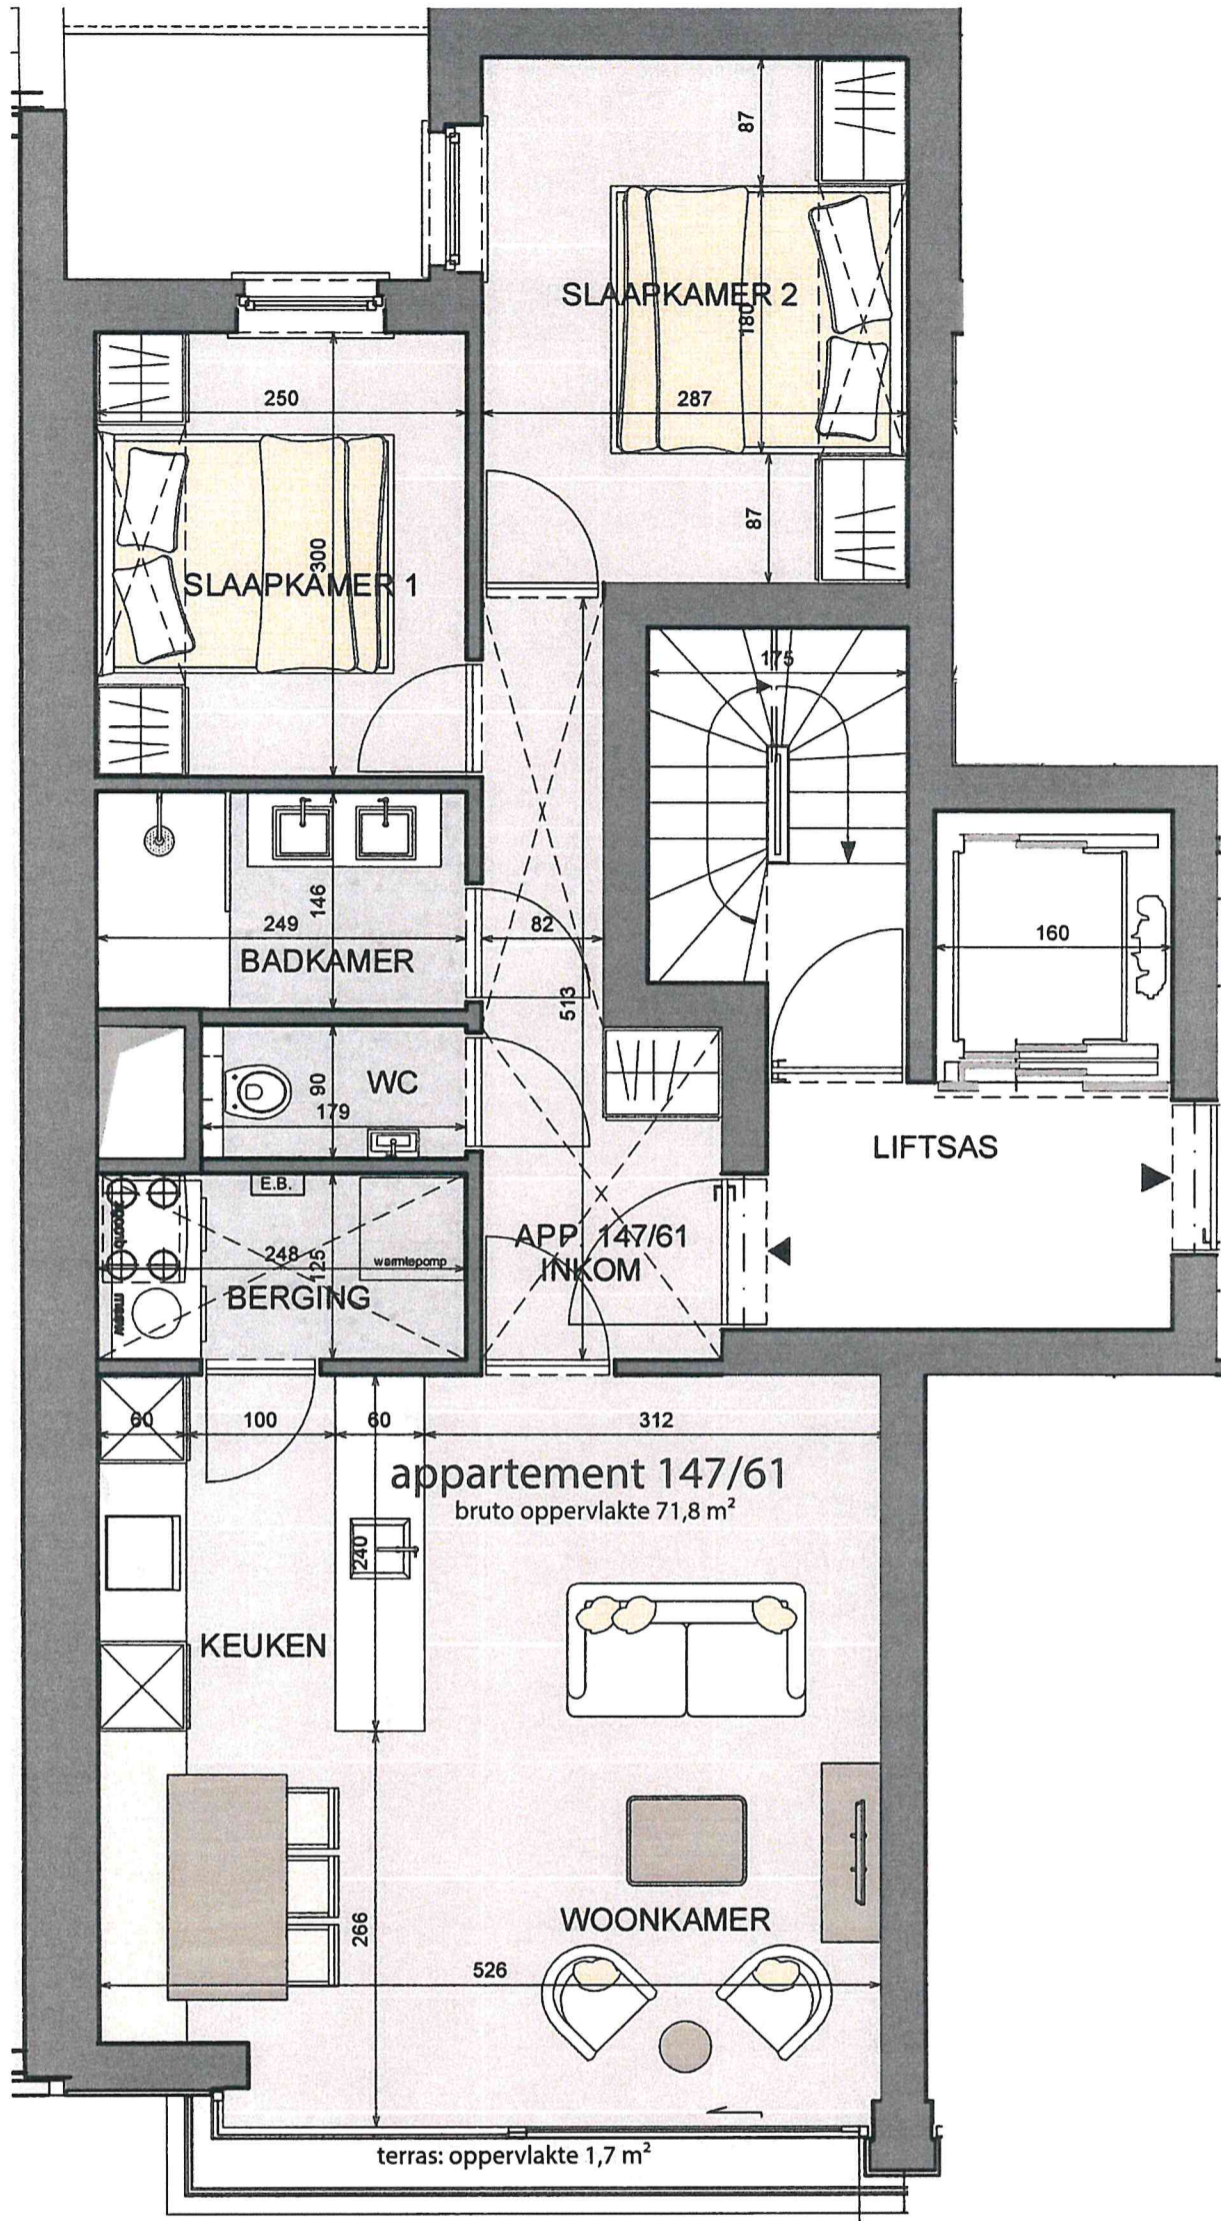 87
SLAAPKAMER 2
180
250
287
87
300
SLAAPKAMER 1
175
146
249
82
160
BADKAMER
513
WC
90
179
LIFTSAS
E.B.
APP. 147/61
INKOM
248
125
warmtepomp
BERGING
droogk
wasm
60
100
60
312
appartement 147/61
bruto oppervlakte 71,8 m²
240
KEUKEN
WOONKAMER
266
526
terras: oppervlakte 1,7 m²